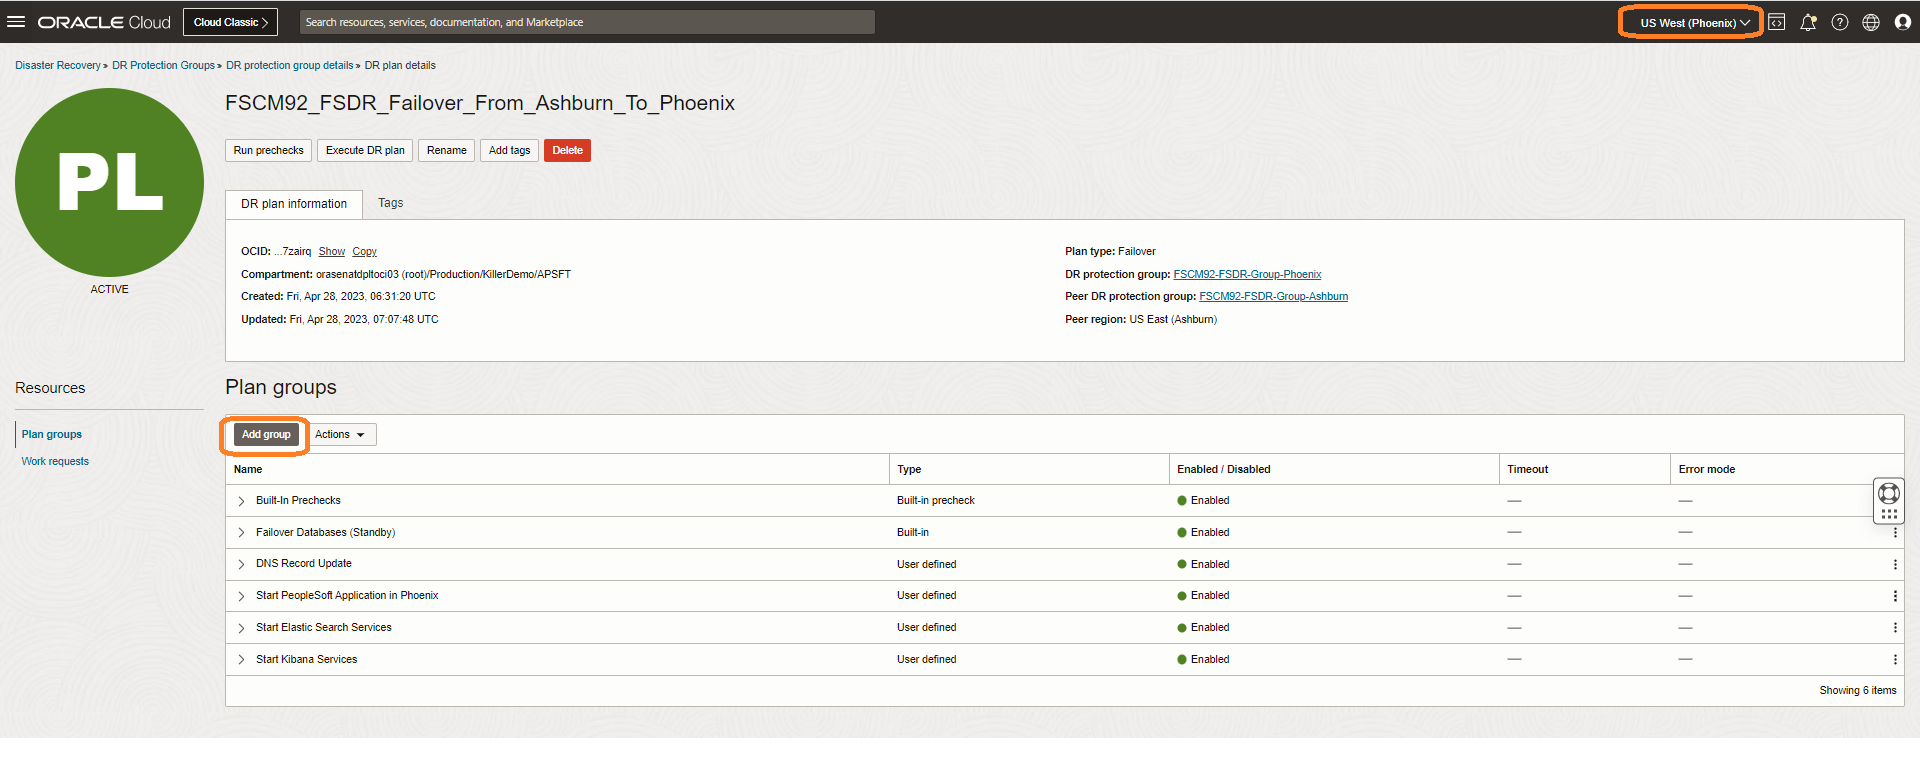 ORACLE Cloud Cloud Classic Search resources, services, documentation, and Marketplace US West (Phoenix)
Disaster Recovery » DR Protection Groups » DR protection group details » DR plan details
PL
ACTIVE
FSCM92_FSDR_Failover_From_Ashburn_To_Phoenix
Run prechecks Execute DR plan Rename Add tags Delete
DR plan information Tags
OCID: ...7zairq Show Copy
Compartment: orasenatdpltoci03 (root)/Production/KillerDemo/APSFT
Created: Fri, Apr 28, 2023, 06:31:20 UTC
Updated: Fri, Apr 28, 2023, 07:07:48 UTC
Plan type: Failover
DR protection group: FSCM92-FSDR-Group-Phoenix
Peer DR protection group: FSCM92-FSDR-Group-Ashburn
Peer region: US East (Ashburn)
Resources
Plan groups
Work requests
Plan groups
Add group Actions
Name Type Enabled / Disabled Timeout Error mode
Built-In Prechecks Built-in precheck Enabled — —
Failover Databases (Standby) Built-in Enabled — —
DNS Record Update User defined Enabled — —
Start PeopleSoft Application in Phoenix User defined Enabled — —
Start Elastic Search Services User defined Enabled — —
Start Kibana Services User defined Enabled — —
Showing 6 items